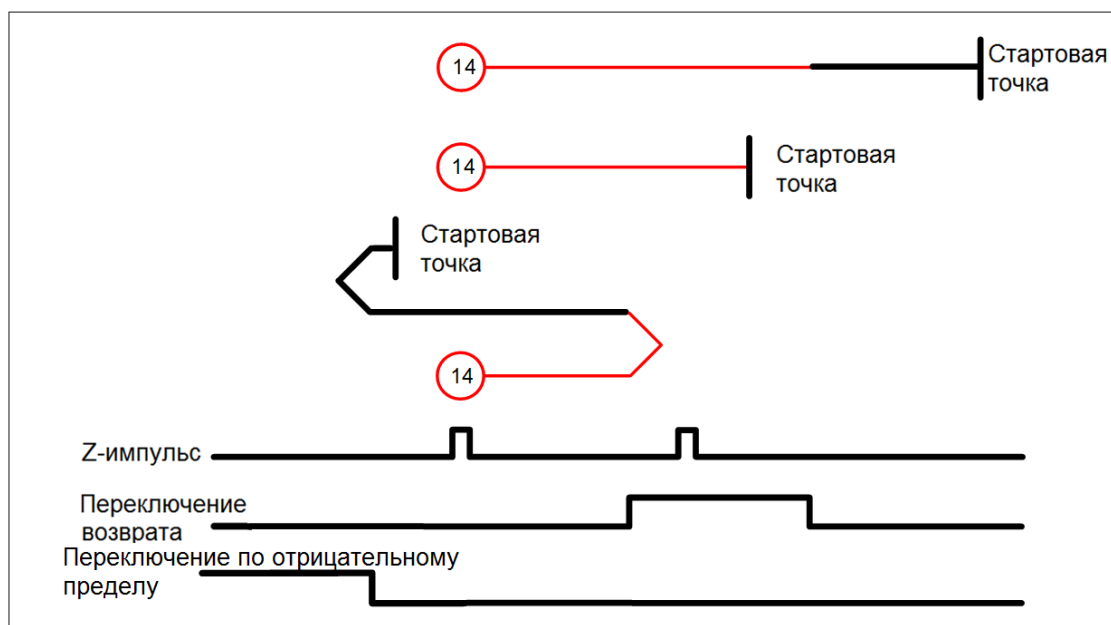 14
Стартовая
точка
14
Стартовая
точка
Стартовая
точка
14
Z-импульс
Переключение
возврата
Переключение по отрицательному
пределу